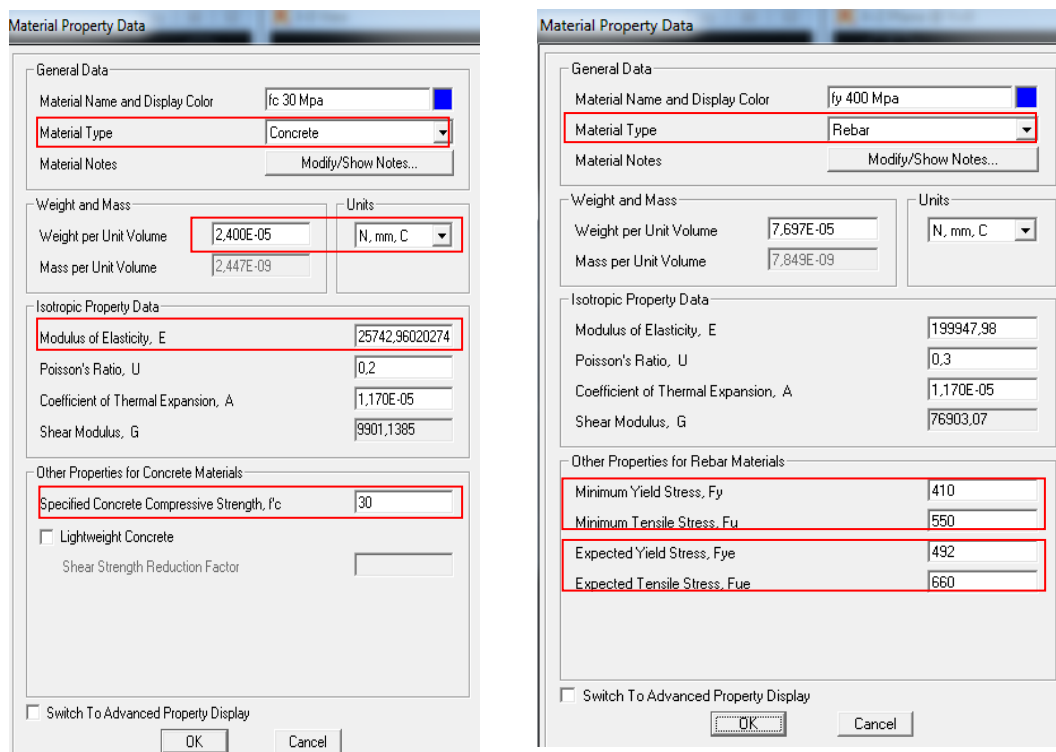 Material Property Data
General Data
Material Name and Display Color fc 30 Mpa
Material Type Concrete
Material Notes Modify/Show Notes...
Weight and Mass Units
Weight per Unit Volume 2,400E-05 N, mm, C
Mass per Unit Volume 2,447E-09
Isotropic Property Data
Modulus of Elasticity, E 25742,96020274
Poisson's Ratio, U 0,2
Coefficient of Thermal Expansion, A 1,170E-05
Shear Modulus, G 9901,1385
Other Properties for Concrete Materials
Specified Concrete Compressive Strength, f'c 30
Lightweight Concrete
Shear Strength Reduction Factor
Switch To Advanced Property Display
OK Cancel
Material Property Data
General Data
Material Name and Display Color fy 400 Mpa
Material Type Rebar
Material Notes Modify/Show Notes...
Weight and Mass Units
Weight per Unit Volume 7,697E-05 N, mm, C
Mass per Unit Volume 7,849E-09
Isotropic Property Data
Modulus of Elasticity, E 199947,98
Poisson's Ratio, U 0,3
Coefficient of Thermal Expansion, A 1,170E-05
Shear Modulus, G 76903,07
Other Properties for Rebar Materials
Minimum Yield Stress, Fy 410
Minimum Tensile Stress, Fu 550
Expected Yield Stress, Fye 492
Expected Tensile Stress, Fue 660
Switch To Advanced Property Display
OK Cancel